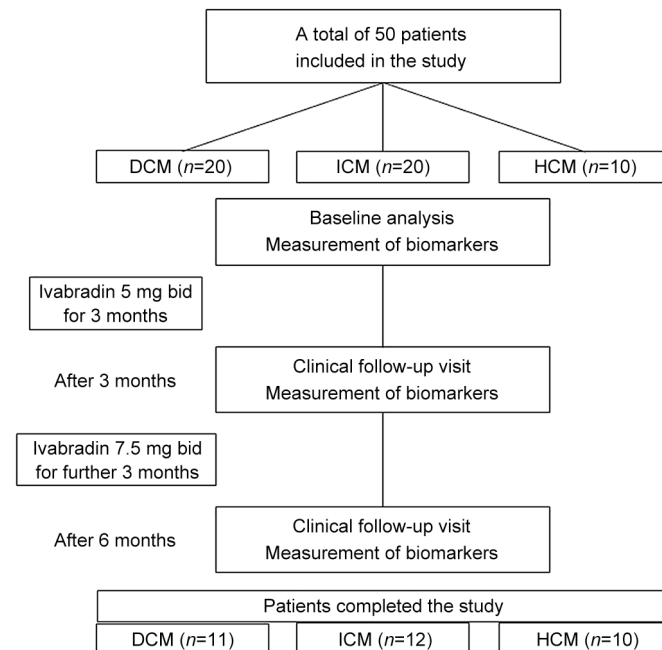 A total of 50 patients
included in the study
DCM (n=20)
ICM (n=20)
HCM (n=10)
Baseline analysis
Measurement of biomarkers
Ivabradin 5 mg bid
for 3 months
After 3 months
Clinical follow-up visit
Measurement of biomarkers
Ivabradin 7.5 mg bid
for further 3 months
After 6 months
Clinical follow-up visit
Measurement of biomarkers
Patients completed the study
DCM (n=11)
ICM (n=12)
HCM (n=10)